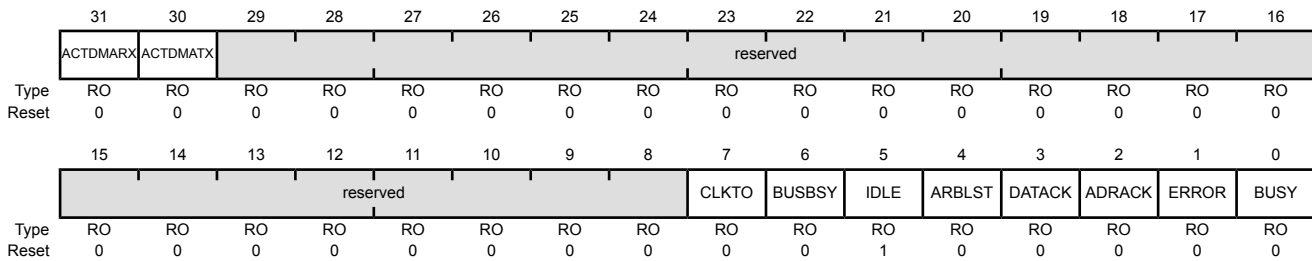 31 30 29 28 27 26 25 24 23 22 21 20 19 18 17 16
ACTDMARX ACTDMATX reserved
Type RO RO RO RO RO RO RO RO RO RO RO RO RO RO RO RO
Reset 0 0 0 0 0 0 0 0 0 0 0 0 0 0 0 0
15 14 13 12 11 10 9 8 7 6 5 4 3 2 1 0
reserved CLKTO BUSBSY IDLE ARBLST DATACK ADRACK ERROR BUSY
Type RO RO RO RO RO RO RO RO RO RO RO RO RO RO RO RO
Reset 0 0 0 0 0 0 0 0 0 0 1 0 0 0 0 0